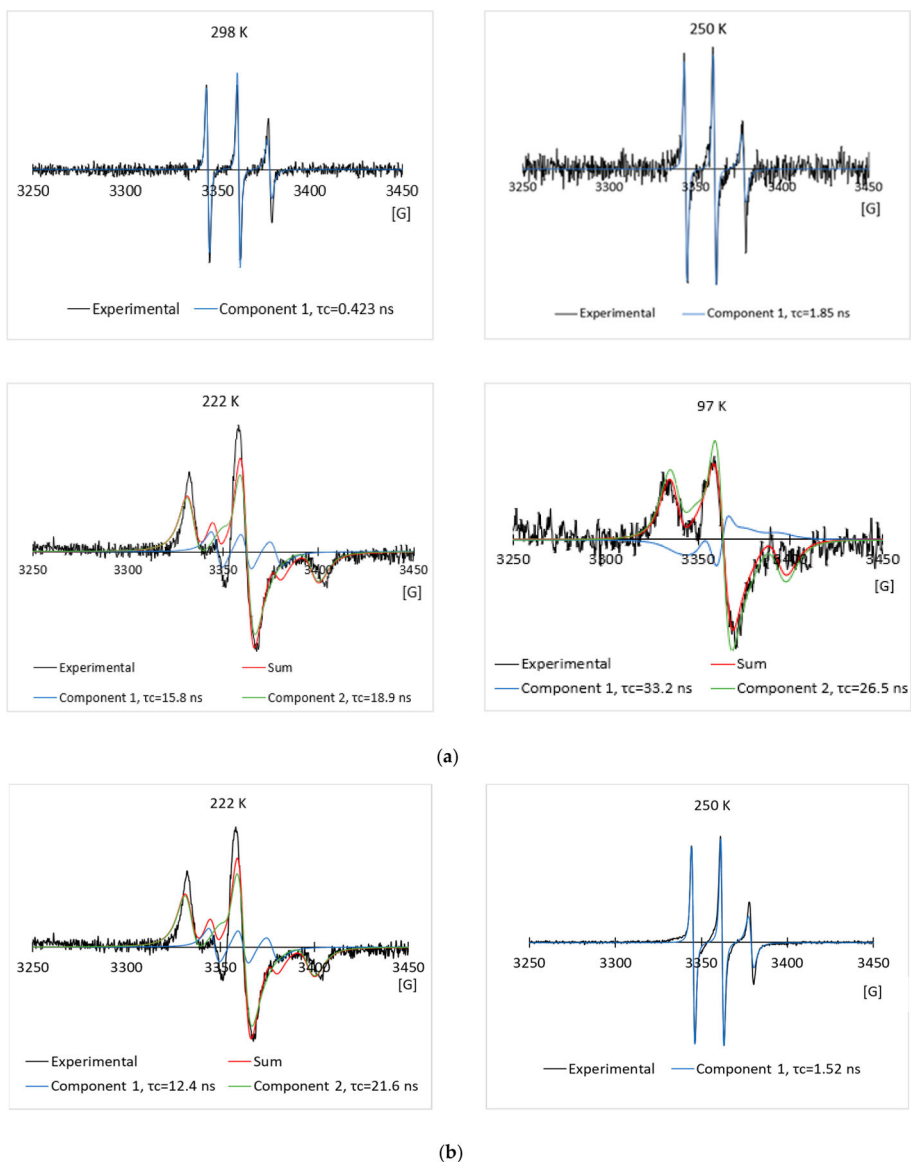 298 K
3250 3300 3350 3400 3450
[G]
Experimental Component 1, τc=0.423 ns
250 K
3250 3300 3350 3400 3450
[G]
Experimental Component 1, τc=1.85 ns
222 K
3250 3300 3350 3400 3450
[G]
Experimental Sum
Component 1, τc=15.8 ns Component 2, τc=18.9 ns
97 K
3250 3300 3350 3400 3450
[G]
Experimental Sum
Component 1, τc=33.2 ns Component 2, τc=26.5 ns
(a)
222 K
3250 3300 3350 3400 3450
[G]
Experimental Sum
Component 1, τc=12.4 ns Component 2, τc=21.6 ns
250 K
3250 3300 3350 3400 3450
[G]
Experimental Component 1, τc=1.52 ns
(b)